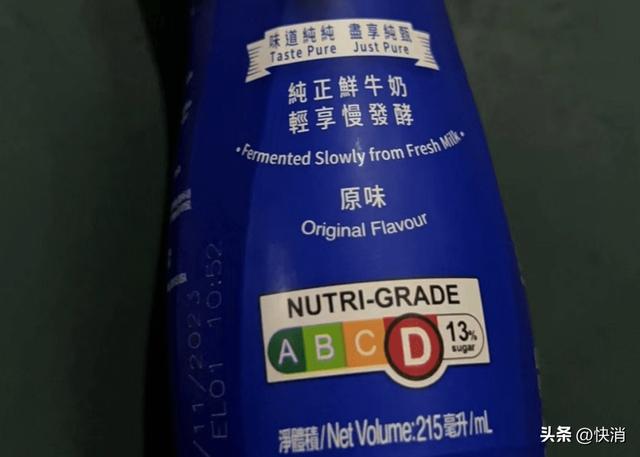 味道純純 盡享純甄
Taste Pure Just Pure
純正鮮牛奶
輕享慢發酵
•Fermented Slowly from Fresh Milk•
原味
Original Flavour
NUTRI-GRADE
A B C D 13% sugar
淨體積/Net Volume:215毫升/mL
/11/2023
EL01 10:52
头条 @快消